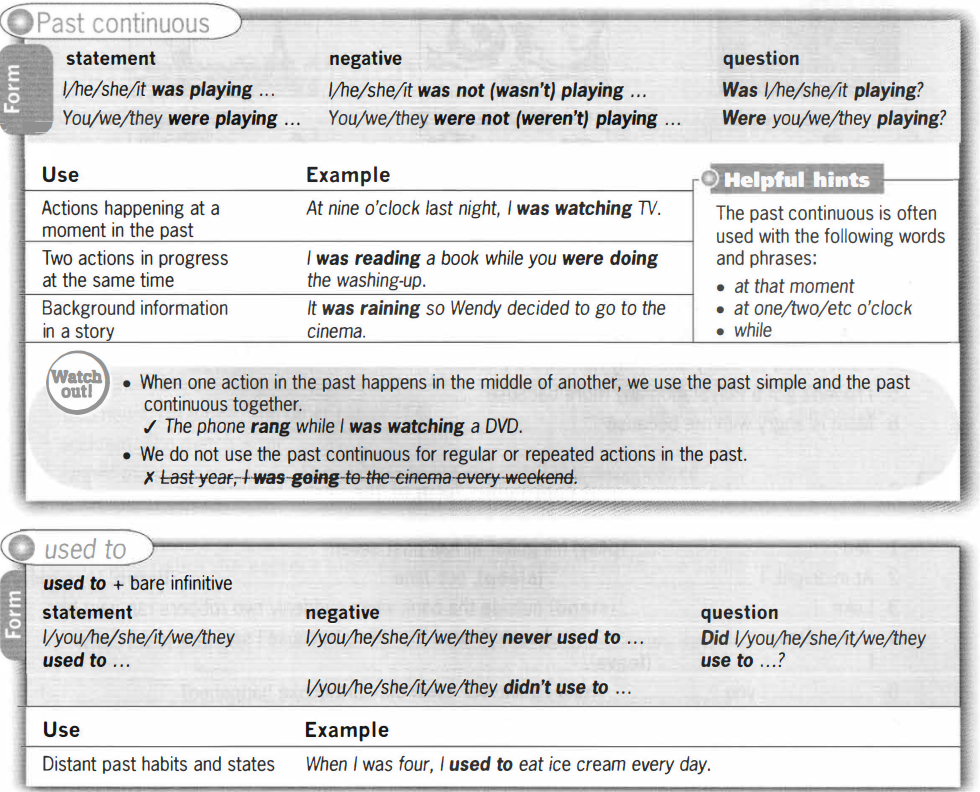 Past continuous
Form
statement negative question
I/he/she/it was playing ... I/he/she/it was not (wasn't) playing ... Was I/he/she/it playing?
You/we/they were playing ... You/we/they were not (weren't) playing ... Were you/we/they playing?
Use Example
Actions happening at a
moment in the past
At nine o'clock last night, I was watching TV.
Two actions in progress
at the same time
I was reading a book while you were doing
the washing-up.
Background information
in a story
It was raining so Wendy decided to go to the
cinema.
Helpful hints
The past continuous is often
used with the following words
and phrases:
• at that moment
• at one/two/etc o'clock
• while
Watch
out!
• When one action in the past happens in the middle of another, we use the past simple and the past
continuous together.
✓ The phone rang while I was watching a DVD.
• We do not use the past continuous for regular or repeated actions in the past.
✗ Last year, I was going to the cinema every weekend.
used to
Form
used to + bare infinitive
statement negative question
I/you/he/she/it/we/they
used to ...
I/you/he/she/it/we/they never used to ...
I/you/he/she/it/we/they didn't use to ...
Did I/you/he/she/it/we/they
use to ...?
Use Example
Distant past habits and states When I was four, I used to eat ice cream every day.